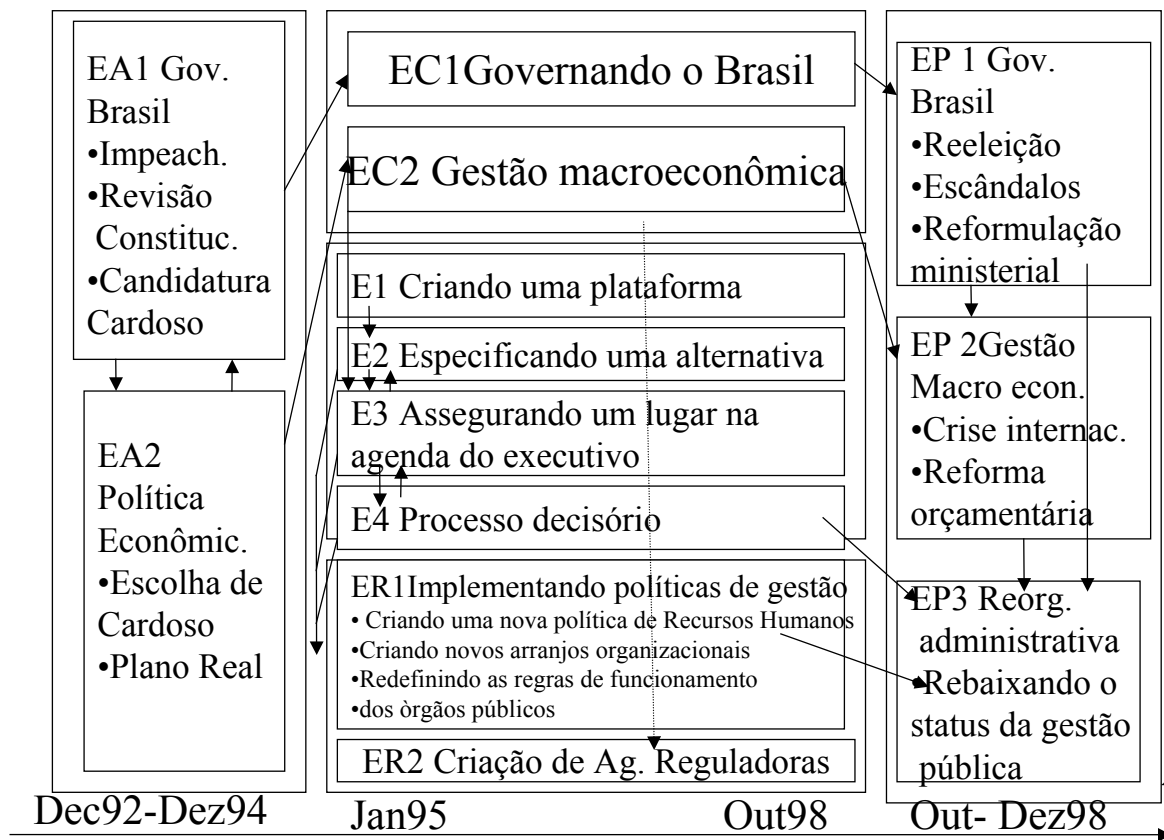 EA1 Gov.
Brasil
•Impeach.
•Revisão
Constituc.
•Candidatura
Cardoso
EA2
Política
Econômic.
•Escolha de
Cardoso
•Plano Real
Dec92-Dez94
EC1Governando o Brasil
EC2 Gestão macroeconômica
E1 Criando uma plataforma
E2 Especificando uma alternativa
E3 Assegurando um lugar na
agenda do executivo
E4 Processo decisório
ER1Implementando políticas de gestão
• Criando uma nova política de Recursos Humanos
•Criando novos arranjos organizacionais
•Redefinindo as regras de funcionamento
•dos òrgãos públicos
ER2 Criação de Ag. Reguladoras
Jan95
Out98
EP 1 Gov.
Brasil
•Reeleição
•Escândalos
•Reformulação
ministerial
EP 2Gestão
Macro econ.
•Crise internac.
•Reforma
orçamentária
EP3 Reorg.
administrativa
•Rebaixando o
status da gestão
pública
Out- Dez98